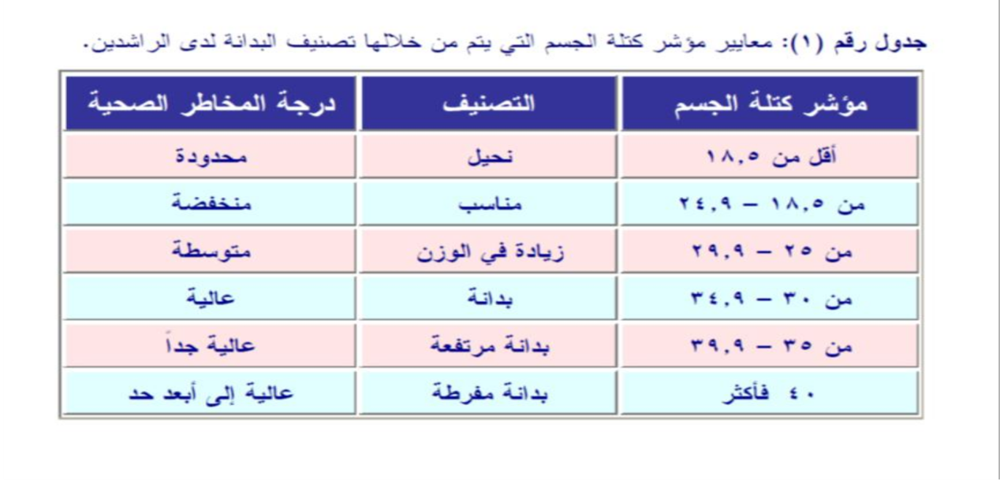 جدول رقم (١): معايير مؤشر كتلة الجسم التي يتم من خلالها تصنيف البدانة لدى الراشدين.
مؤشر كتلة الجسم التصنيف درجة المخاطر الصحية
أقل من ١٨,٥ نحيل محدودة
من ١٨,٥ – ٢٤,٩ مناسب منخفضة
من ٢٥ – ٢٩,٩ زيادة في الوزن متوسطة
من ٣٠ – ٣٤,٩ بدانة عالية
من ٣٥ – ٣٩,٩ بدانة مرتفعة عالية جداً
٤٠ فأكثر بدانة مفرطة عالية إلى أبعد حد